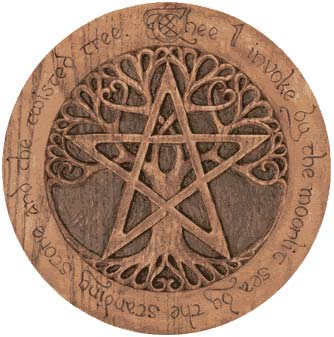 Thee I invoke by the moonlit sea by the standing stone and the twisted tree.